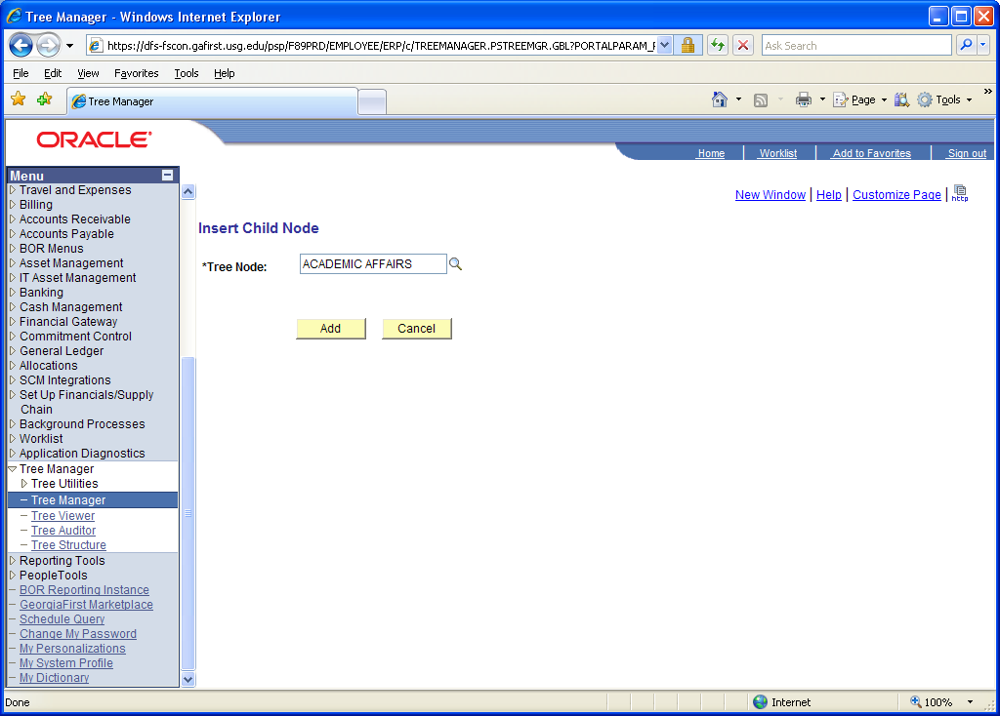 Tree Manager - Windows Internet Explorer
https://dfs-fscon.gafirst.usg.edu/psp/F89PRD/EMPLOYEE/ERP/c/TREEMANAGER.PSTREEMGR.GBL?PORTALPARAM_F
Ask Search
File Edit View Favorites Tools Help
Tree Manager
Page Tools »
ORACLE®
Home Worklist Add to Favorites Sign out
Menu
Travel and Expenses
Billing
Accounts Receivable
Accounts Payable
BOR Menus
Asset Management
IT Asset Management
Banking
Cash Management
Financial Gateway
Commitment Control
General Ledger
Allocations
SCM Integrations
Set Up Financials/Supply
Chain
Background Processes
Worklist
Application Diagnostics
Tree Manager
Tree Utilities
– Tree Manager
– Tree Viewer
– Tree Auditor
– Tree Structure
Reporting Tools
PeopleTools
– BOR Reporting Instance
– GeorgiaFirst Marketplace
– Schedule Query
– Change My Password
– My Personalizations
– My System Profile
– My Dictionary
New Window | Help | Customize Page | http
Insert Child Node
*Tree Node: ACADEMIC AFFAIRS
Add Cancel
Done Internet 100%